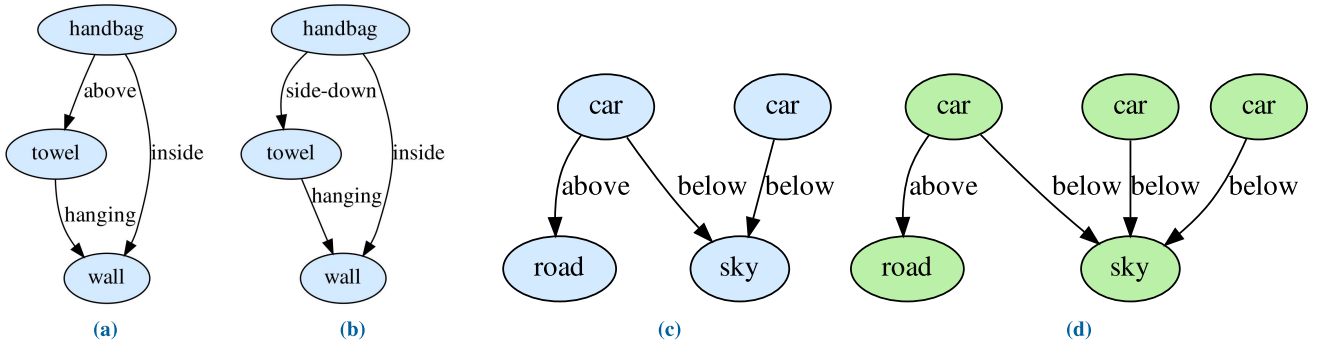 handbag
above
towel
inside
hanging
wall
(a)
handbag
side-down
towel
inside
hanging
wall
(b)
car
car
above
below
below
road
sky
(c)
car
car
car
above
below
below
below
road
sky
(d)